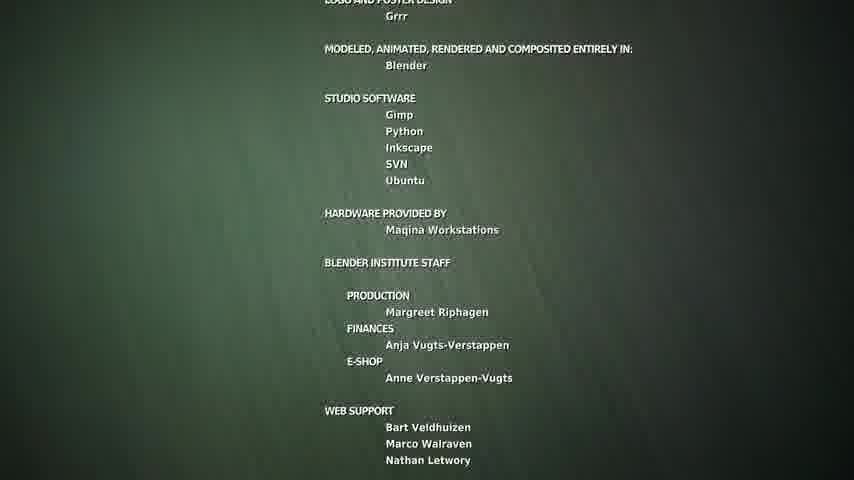 LOGO AND POSTER DESIGN
Grrr
MODELED, ANIMATED, RENDERED AND COMPOSITED ENTIRELY IN:
Blender
STUDIO SOFTWARE
Gimp
Python
Inkscape
SVN
Ubuntu
HARDWARE PROVIDED BY
Maqina Workstations
BLENDER INSTITUTE STAFF
PRODUCTION
Margreet Riphagen
FINANCES
Anja Vugts-Verstappen
E-SHOP
Anne Verstappen-Vugts
WEB SUPPORT
Bart Veldhuizen
Marco Walraven
Nathan Letwory